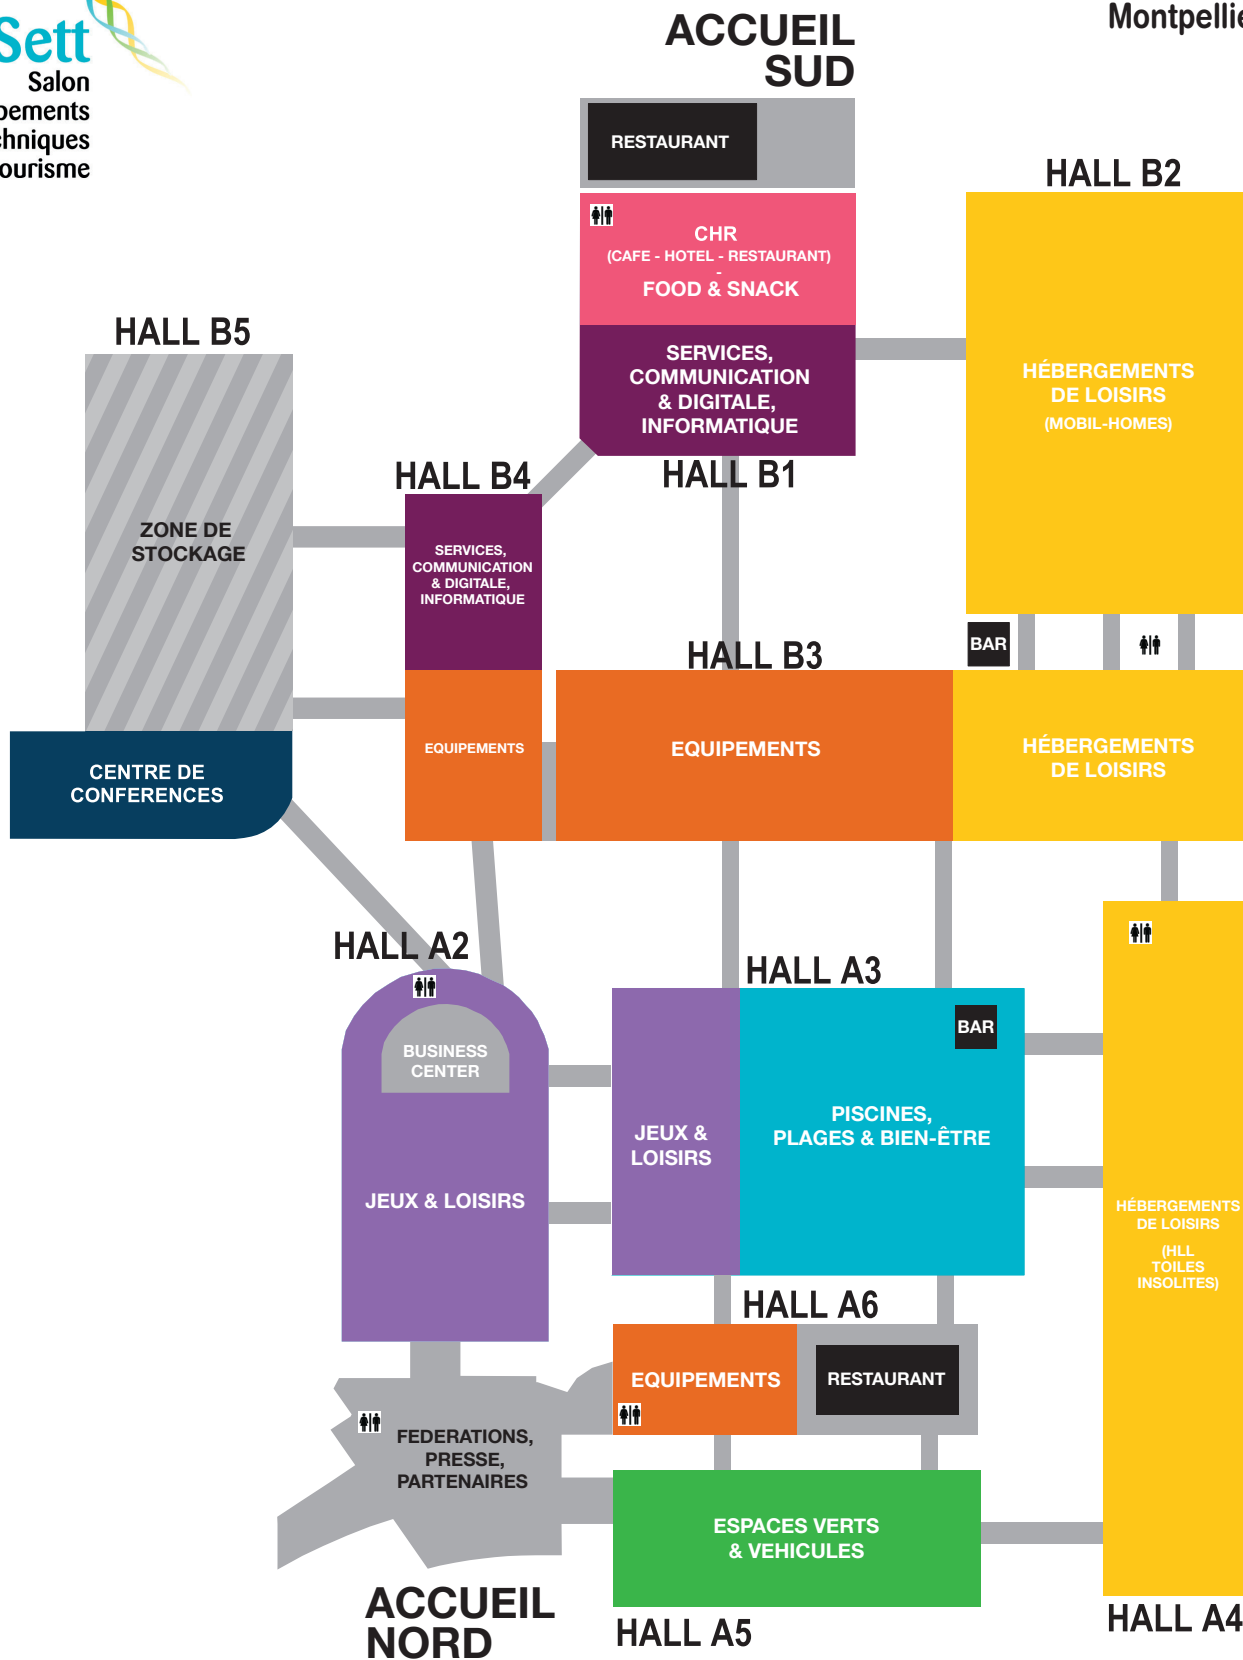 Sett
Salon
Montpellie
ACCUEIL
SUD
RESTAURANT
HALL B2
CHR
(CAFE - HOTEL - RESTAURANT)
-
FOOD & SNACK
HALL B5
SERVICES,
COMMUNICATION
& DIGITALE,
INFORMATIQUE
HÉBERGEMENTS
DE LOISIRS
(MOBIL-HOMES)
HALL B4
HALL B1
ZONE DE
STOCKAGE
SERVICES,
COMMUNICATION
& DIGITALE,
INFORMATIQUE
BAR
HALL B3
EQUIPEMENTS
EQUIPEMENTS
HÉBERGEMENTS
DE LOISIRS
CENTRE DE
CONFERENCES
HALL A2
HALL A3
BAR
BUSINESS
CENTER
JEUX &
LOISIRS
PISCINES,
PLAGES & BIEN-ÊTRE
JEUX & LOISIRS
HÉBERGEMENTS
DE LOISIRS
(HLL
TOILES
INSOLITES)
HALL A6
EQUIPEMENTS
RESTAURANT
FEDERATIONS,
PRESSE,
PARTENAIRES
ESPACES VERTS
& VEHICULES
ACCUEIL
NORD
HALL A5
HALL A4